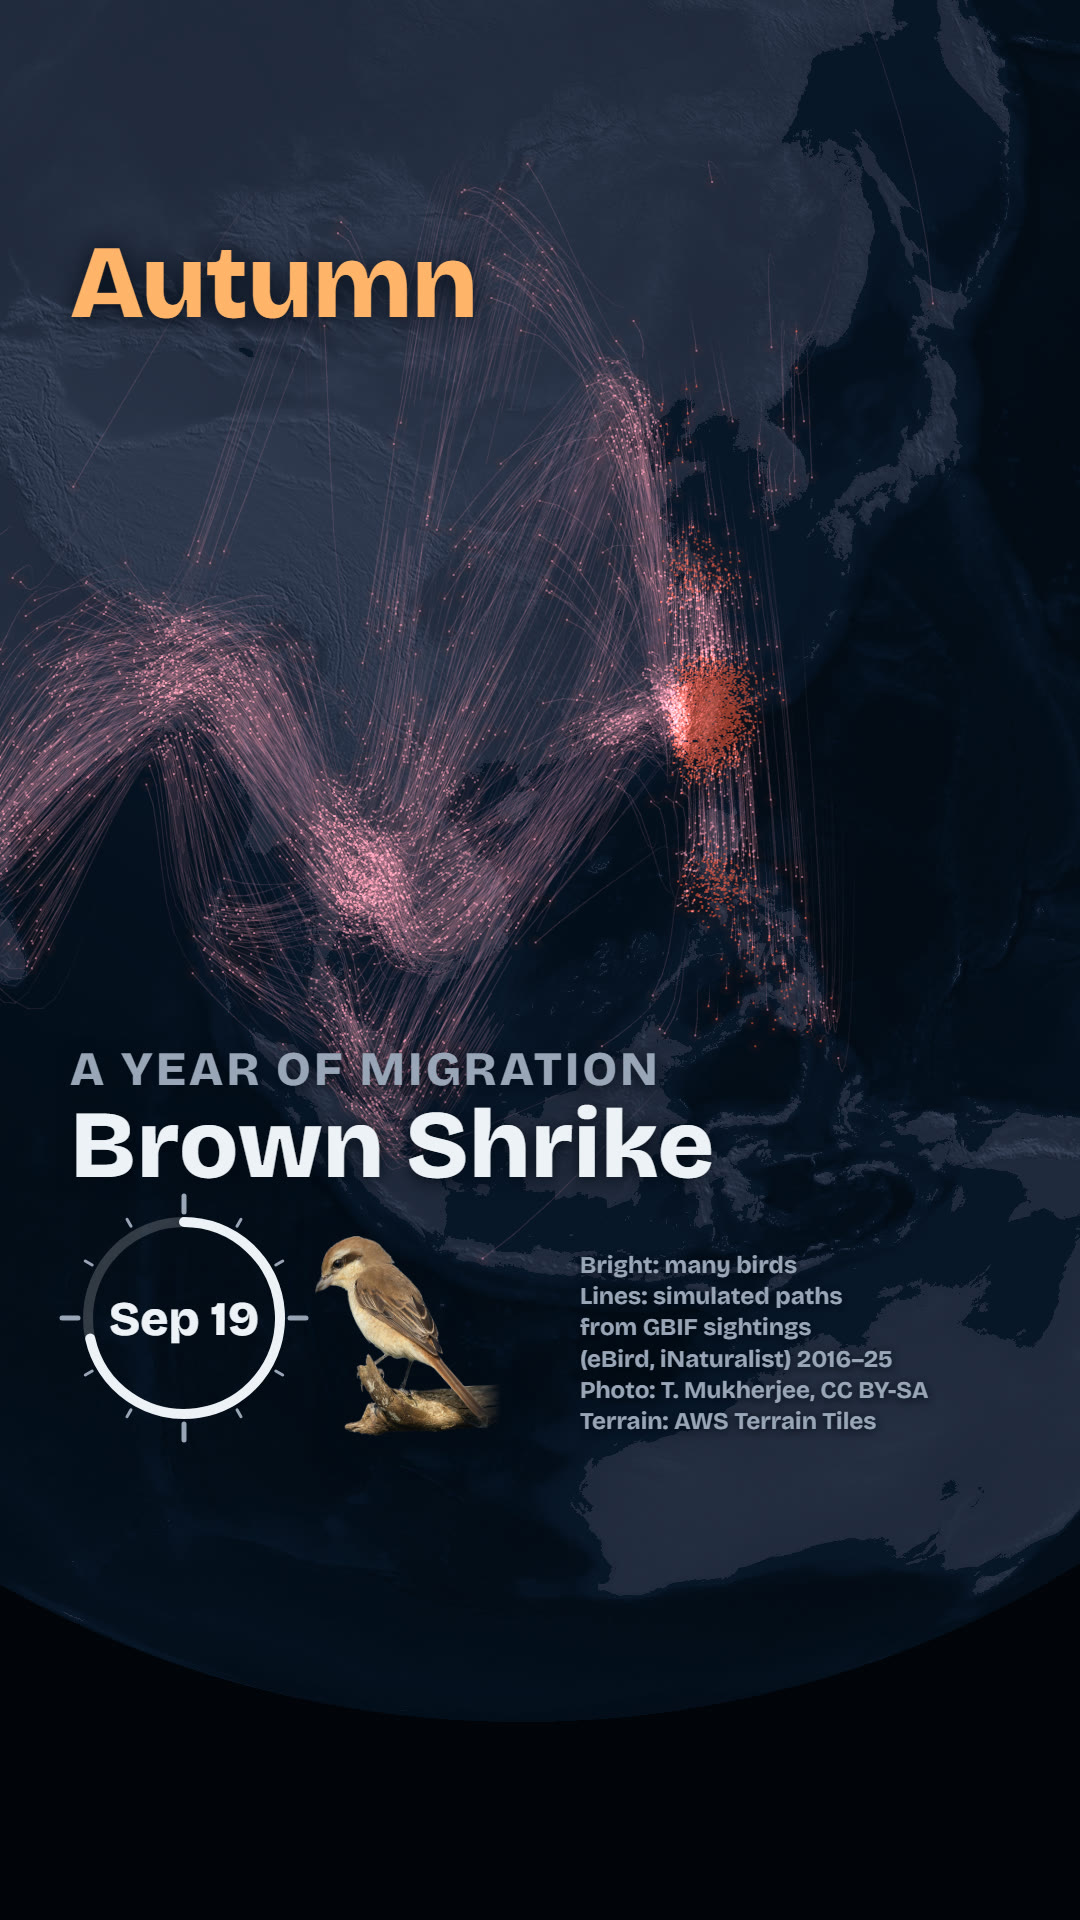 Autumn
A YEAR OF MIGRATION
Brown Shrike
Sep 19
Bright: many birds
Lines: simulated paths
from GBIF sightings
(eBird, iNaturalist) 2016–25
Photo: T. Mukherjee, CC BY-SA
Terrain: AWS Terrain Tiles